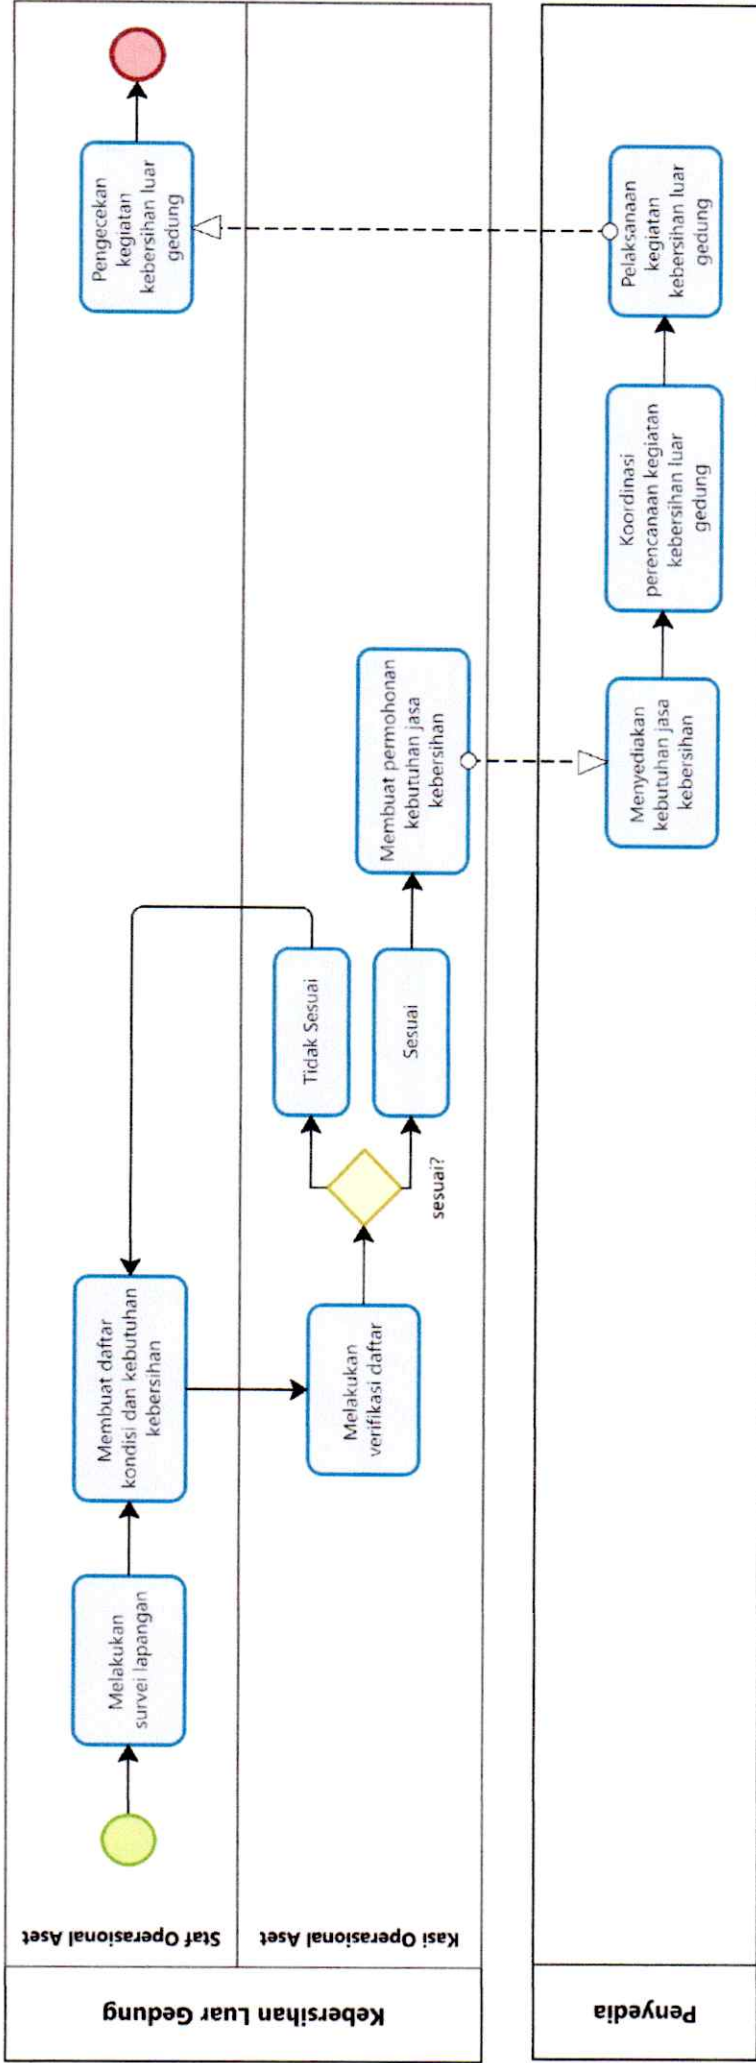 Kebersihan Luar Gedung
Staf Operasional Aset
Melakukan
survei lapangan
Membuat daftar
kondisi dan kebutuhan
kebersihan
Pengecekan
kegiatan
kebersihan luar
gedung
Kasi Operasional Aset
Melakukan
verifikasi daftar
sesuai?
Tidak Sesuai
Sesuai
Membuat permohonan
kebutuhan jasa
kebersihan
Penyedia
Menyediakan
kebutuhan jasa
kebersihan
Koordinasi
perencanaan kegiatan
kebersihan luar
gedung
Pelaksanaan
kegiatan
kebersihan luar
gedung